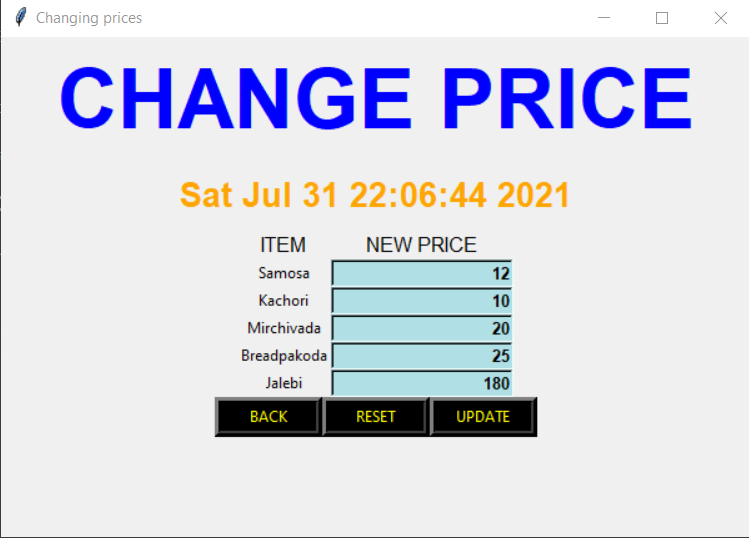 Changing prices
CHANGE PRICE
Sat Jul 31 22:06:44 2021
ITEM NEW PRICE
Samosa 12
Kachori 10
Mirchivada 20
Breadpakoda 25
Jalebi 180
BACK RESET UPDATE